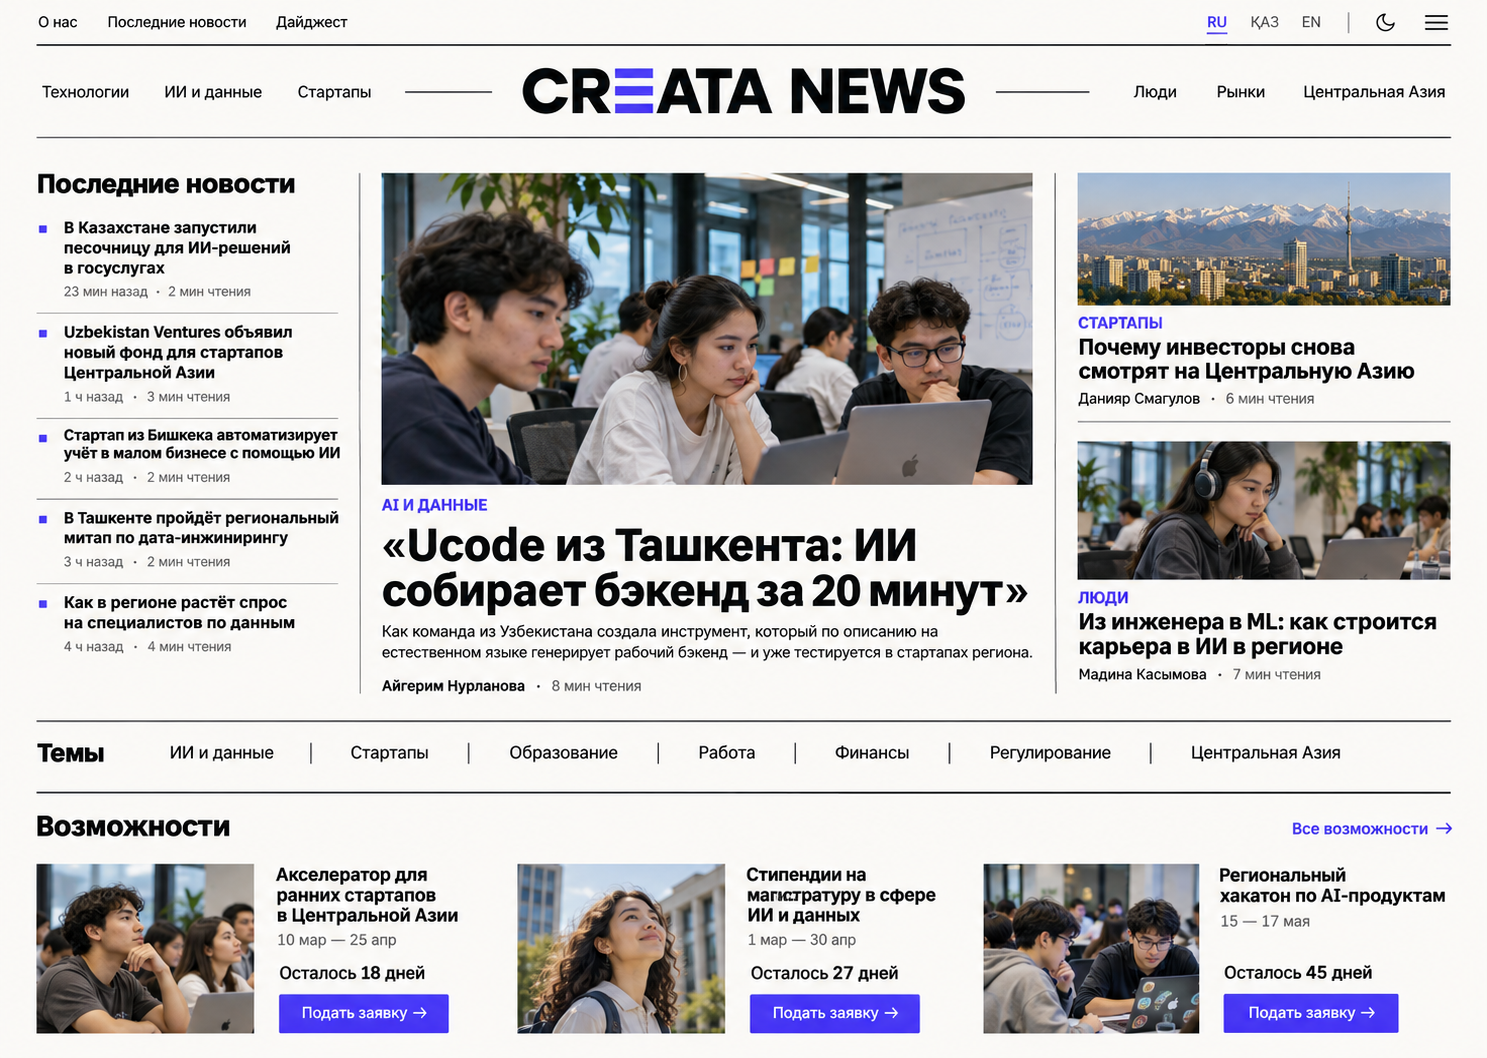 О нас
Последние новости
Дайджест
RU
ҚАЗ
EN
Технологии
ИИ и данные
Стартапы
CREATA NEWS
Люди
Рынки
Центральная Азия
Последние новости
В Казахстане запустили
песочницу для ИИ-решений
в госуслугах
23 мин назад • 2 мин чтения
Uzbekistan Ventures объявил
новый фонд для стартапов
Центральной Азии
1 ч назад • 3 мин чтения
Стартап из Бишкека автоматизирует
учёт в малом бизнесе с помощью ИИ
2 ч назад • 2 мин чтения
В Ташкенте пройдёт региональный
митап по дата-инжинирингу
3 ч назад • 2 мин чтения
Как в регионе растёт спрос
на специалистов по данным
4 ч назад • 4 мин чтения
AI И ДАННЫЕ
«Ucode из Ташкента: ИИ
собирает бэкенд за 20 минут»
Как команда из Узбекистана создала инструмент, который по описанию на
естественном языке генерирует рабочий бэкенд — и уже тестируется в стартапах региона.
Айгерим Нурланова • 8 мин чтения
СТАРТАПЫ
Почему инвесторы снова
смотрят на Центральную Азию
Данияр Смагулов • 6 мин чтения
ЛЮДИ
Из инженера в ML: как строится
карьера в ИИ в регионе
Мадина Касымова • 7 мин чтения
Темы
ИИ и данные
Стартапы
Образование
Работа
Финансы
Регулирование
Центральная Азия
Возможности
Все возможности →
Акселератор для
ранних стартапов
в Центральной Азии
10 мар — 25 апр
Осталось 18 дней
Подать заявку →
Стипендии на
магистратуру в сфере
ИИ и данных
1 мар — 30 апр
Осталось 27 дней
Подать заявку →
Региональный
хакатон по AI-продуктам
15 — 17 мая
Осталось 45 дней
Подать заявку →